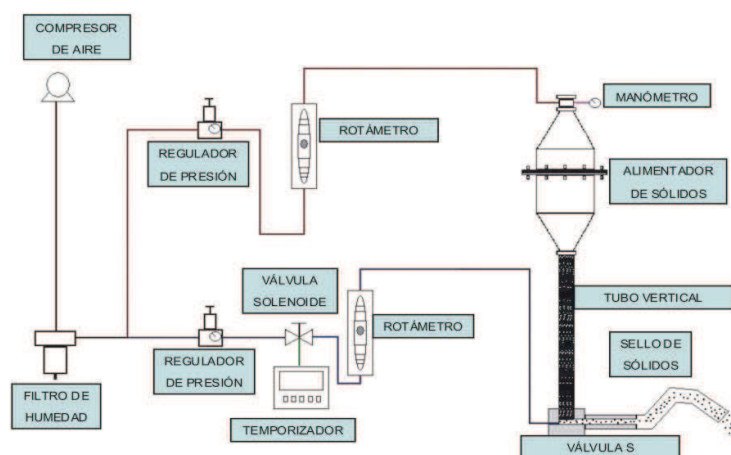 COMPRESOR
DE AIRE
MANÓMETRO
ROTÁMETRO
REGULADOR
DE PRESIÓN
ALIMENTADOR
DE SÓLIDOS
VÁLVULA
SOLENOIDE
ROTÁMETRO
TUBO VERTICAL
SELLO DE
SÓLIDOS
REGULADOR
DE PRESIÓN
FILTRO DE
HUMEDAD
TEMPORIZADOR
VÁLVULA S